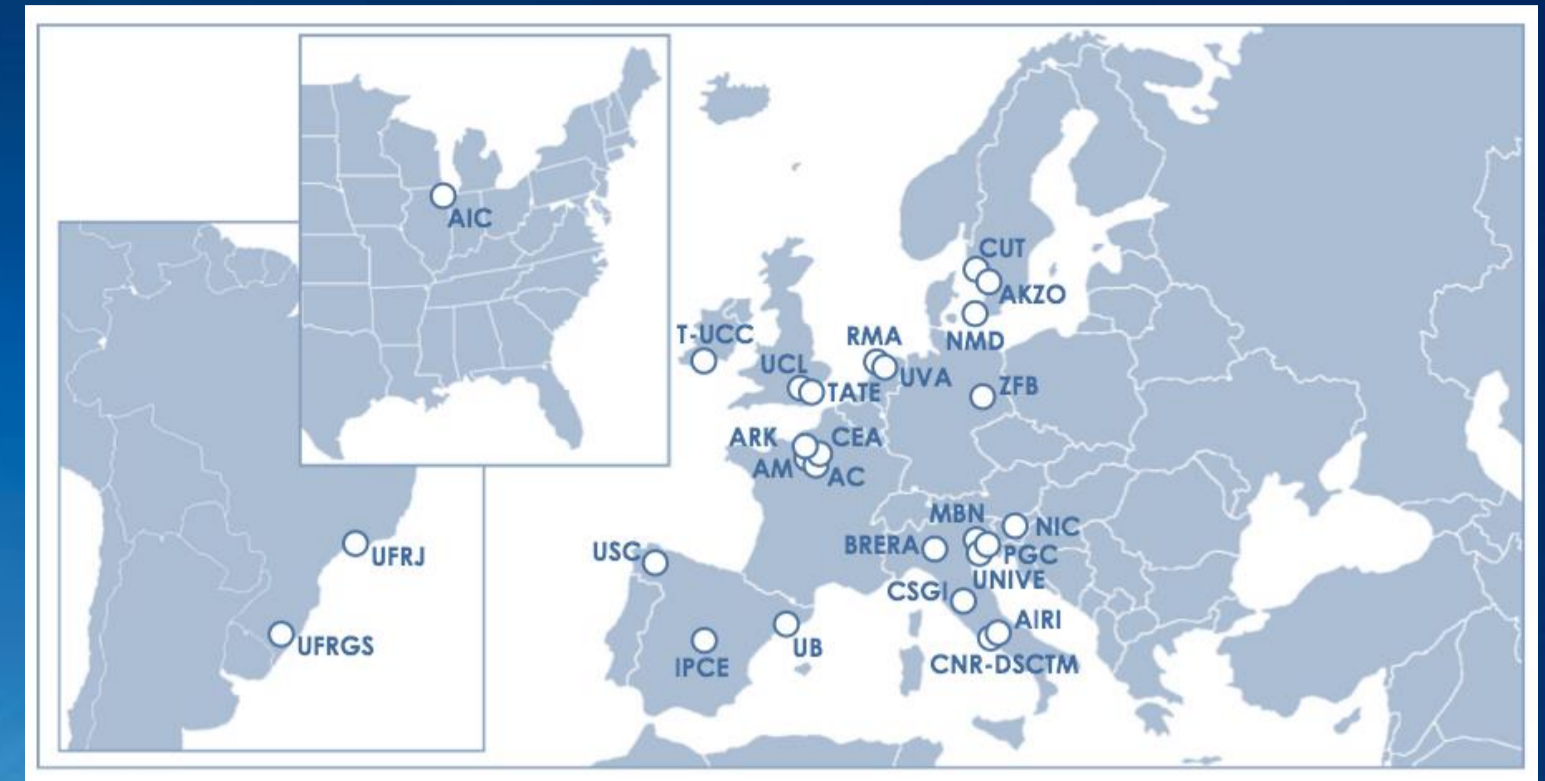 AIC
CUT
AKZO
T-UCC
RMA
NMD
UCL
UVA
TATE
ZFB
ARK
CEA
AM
AC
MBN
NIC
UFRJ
USC
BRERA
PGC
UNIVE
CSGI
AIRI
UFRGS
UB
IPCE
CNR-DSCTM